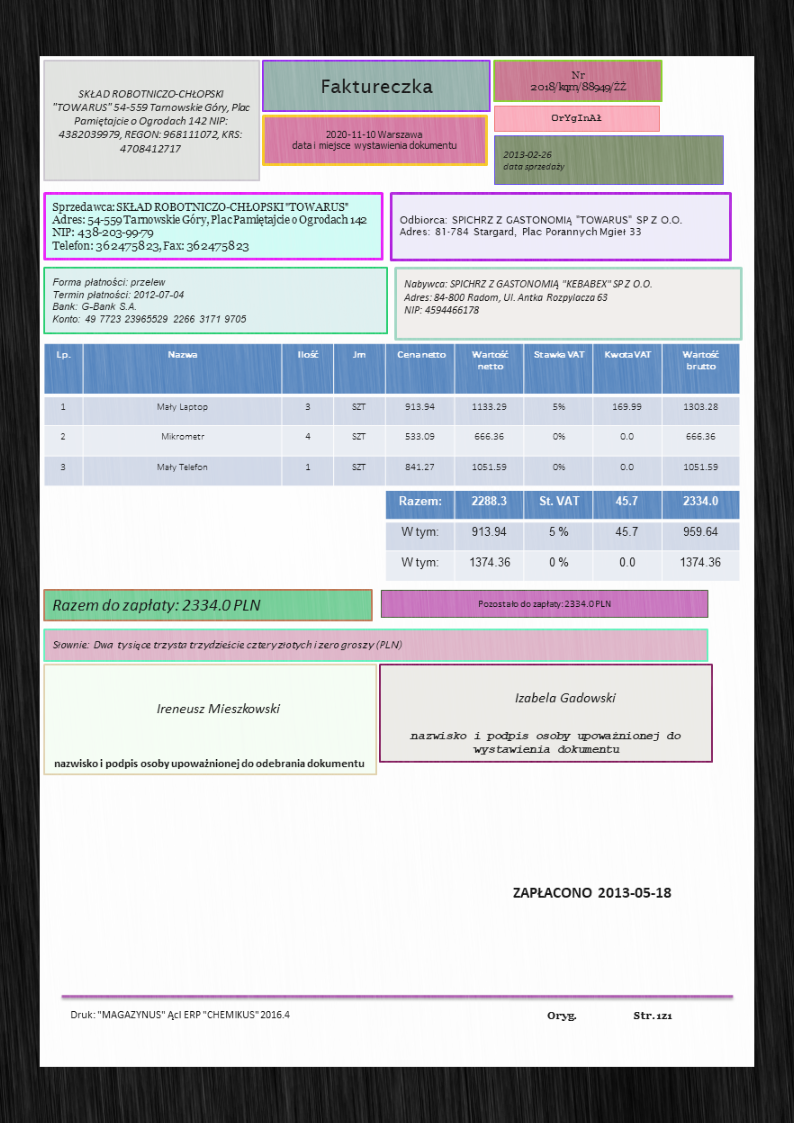 SKŁAD ROBOTNICZO-CHŁOPSKI
"TOWARUS" 54-559 Tarnowskie Góry, Plac
Pamiętajcie o Ogrodach 142 NIP:
4382039979, REGON: 968111072, KRS:
4708412717
Faktureczka
2020-11-10 Warszawa
data i miejsce wystawienia dokumentu
Nr
2018/kqm/88949/ŻŻ
OrYgInAł
2013-02-26
data sprzedaży
Sprzedawca: SKŁAD ROBOTNICZO-CHŁOPSKI "TOWARUS"
Adres: 54-559 Tarnowskie Góry, Plac Pamiętajcie o Ogrodach 142
NIP: 438-203-99-79
Telefon: 36 247 58 23, Fax: 36 247 58 23
Odbiorca: SPICHRZ Z GASTONOMIĄ "TOWARUS" SP Z O.O.
Adres: 81-784 Stargard, Plac Porannych Mgieł 33
Forma płatności: przelew
Termin płatności: 2012-07-04
Bank: G-Bank S.A.
Konto: 49 7723 23965529 2266 3171 9705
Nabywca: SPICHRZ Z GASTONOMIĄ "KEBABEX" SP Z O.O.
Adres: 84-800 Radom, Ul. Antka Rozpylacza 63
NIP: 4594466178
Lp. Nazwa Ilość Jm Cena netto Wartość netto Stawka VAT Kwota VAT Wartość brutto
1 Mały Laptop 3 SZT 913.94 1133.29 5% 169.99 1303.28
2 Mikrometr 4 SZT 533.09 666.36 0% 0.0 666.36
3 Mały Telefon 1 SZT 841.27 1051.59 0% 0.0 1051.59
Razem: 2288.3 St. VAT 45.7 2334.0
W tym: 913.94 5 % 45.7 959.64
W tym: 1374.36 0 % 0.0 1374.36
Razem do zapłaty: 2334.0 PLN
Pozostało do zapłaty: 2334.0 PLN
Słownie: Dwa tysiące trzysta trzydzieście cztery złotych i zero groszy (PLN)
Ireneusz Mieszkowski
nazwisko i podpis osoby upoważnionej do odebrania dokumentu
Izabela Gadowski
nazwisko i podpis osoby upoważnionej do
wystawienia dokumentu
ZAPŁACONO 2013-05-18
Druk: "MAGAZYNUS" Ącl ERP "CHEMIKUS" 2016.4
Oryg.
Str. 1z1